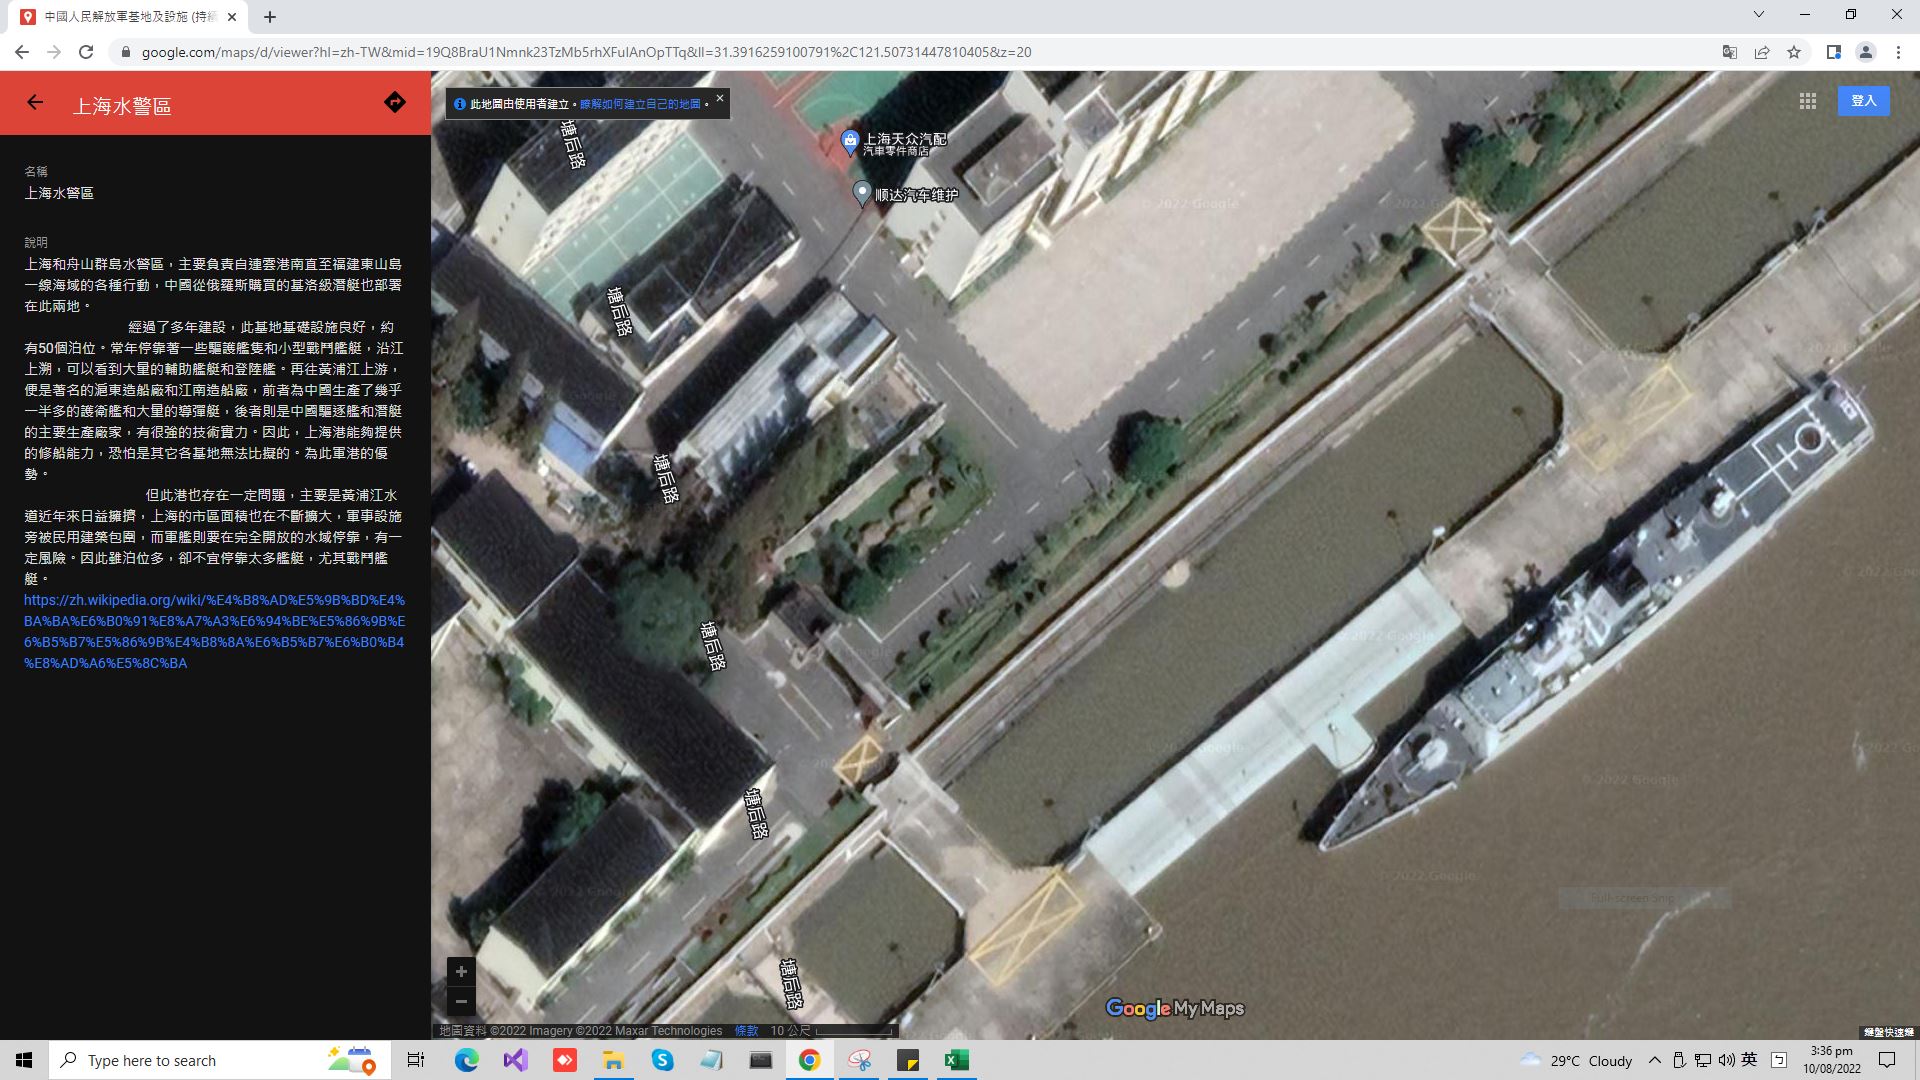 中國人民解放軍基地及設施 (持續
google.com/maps/d/viewer?hl=zh-TW&mid=19Q8BraU1Nmnk23TzMb5rhXFulAnOpTTq&ll=31.3916259100791%2C121.50731447810405&z=20
上海水警區
名稱
上海水警區
說明
上海和舟山群島水警區，主要負責自連雲港南直至福建東山島
一線海域的各種行動，中國從俄羅斯購買的基洛級潛艇也部署
在此兩地。
經過了多年建設，此基地基礎設施良好，約
有50個泊位。常年停靠著一些驅護艦隻和小型戰鬥艦艇，沿江
上溯，可以看到大量的輔助艦艇和登陸艦。再往黃浦江上游，
便是著名的滬東造船廠和江南造船廠，前者為中國生產了幾乎
一半多的護衛艦和大量的導彈艇，後者則是中國驅逐艦和潛艇
的主要生產廠家，有很強的技術實力。因此，上海港能夠提供
的修船能力，恐怕是其它各基地無法比擬的。為此軍港的優
勢。
但此港也存在一定問題，主要是黃浦江水
道近年來日益擁擠，上海的市區面積也在不斷擴大，軍事設施
旁被民用建築包圍，而軍艦則要在完全開放的水域停靠，有一
定風險。因此雖泊位多，卻不宜停靠太多艦艇，尤其戰鬥艦
艇。
https://zh.wikipedia.org/wiki/%E4%B8%AD%E5%9B%BD%E4%
BA%BA%E6%B0%91%E8%A7%A3%E6%94%BE%E5%86%9B%E
6%B5%B7%E5%86%9B%E4%B8%8A%E6%B5%B7%E6%B0%B4
%E8%AD%A6%E5%8C%BA
此地圖由使用者建立。瞭解如何建立自己的地圖。
登入
上海天众汽配
汽車零件商店
顺达汽车维护
塘后路
塘后路
塘后路
塘后路
塘后路
塘后路
© 2022 Google
© 2022 Google
© 2022 Google
© 2022 Google
© 2022 Google
© 2022 Google
Full-screen Snip
Google My Maps
地圖資料 ©2022 Imagery ©2022 Maxar Technologies 條款 10 公尺
鍵盤快速鍵
Type here to search
29°C Cloudy
英
3:36 pm
10/08/2022